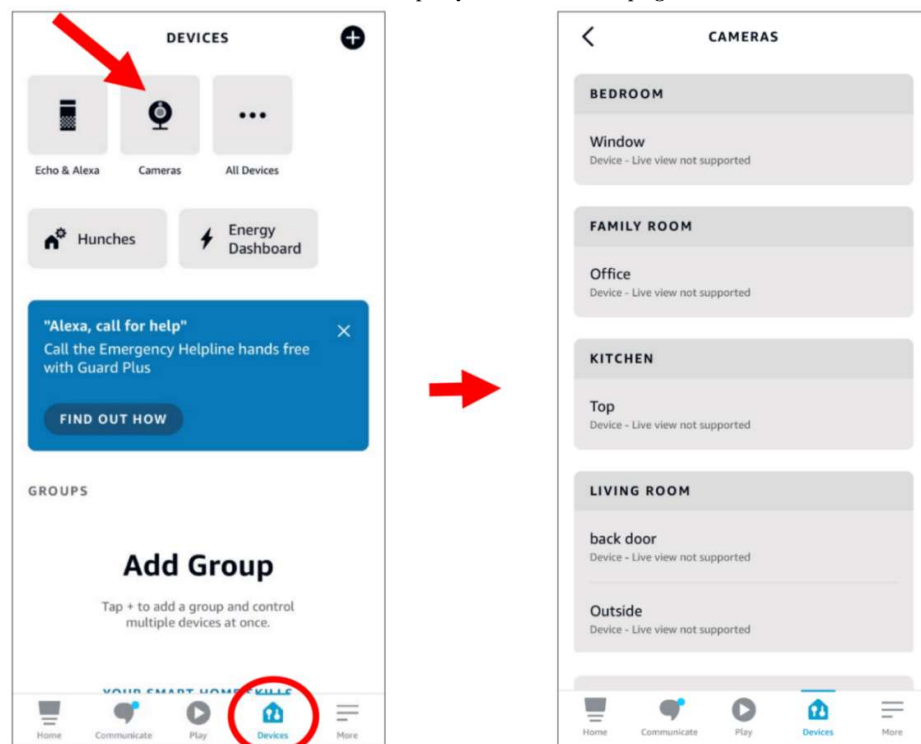 DEVICES
Echo & Alexa
Cameras
All Devices
Hunches
Energy
Dashboard
"Alexa, call for help"
Call the Emergency Helpline hands free
with Guard Plus
FIND OUT HOW
GROUPS
Add Group
Tap + to add a group and control
multiple devices at once.
YOUR SMART HOME SKILLS
Home
Communicate
Play
Devices
More
CAMERAS
BEDROOM
Window
Device - Live view not supported
FAMILY ROOM
Office
Device - Live view not supported
KITCHEN
Top
Device - Live view not supported
LIVING ROOM
back door
Device - Live view not supported
Outside
Device - Live view not supported
Home
Communicate
Play
Devices
More